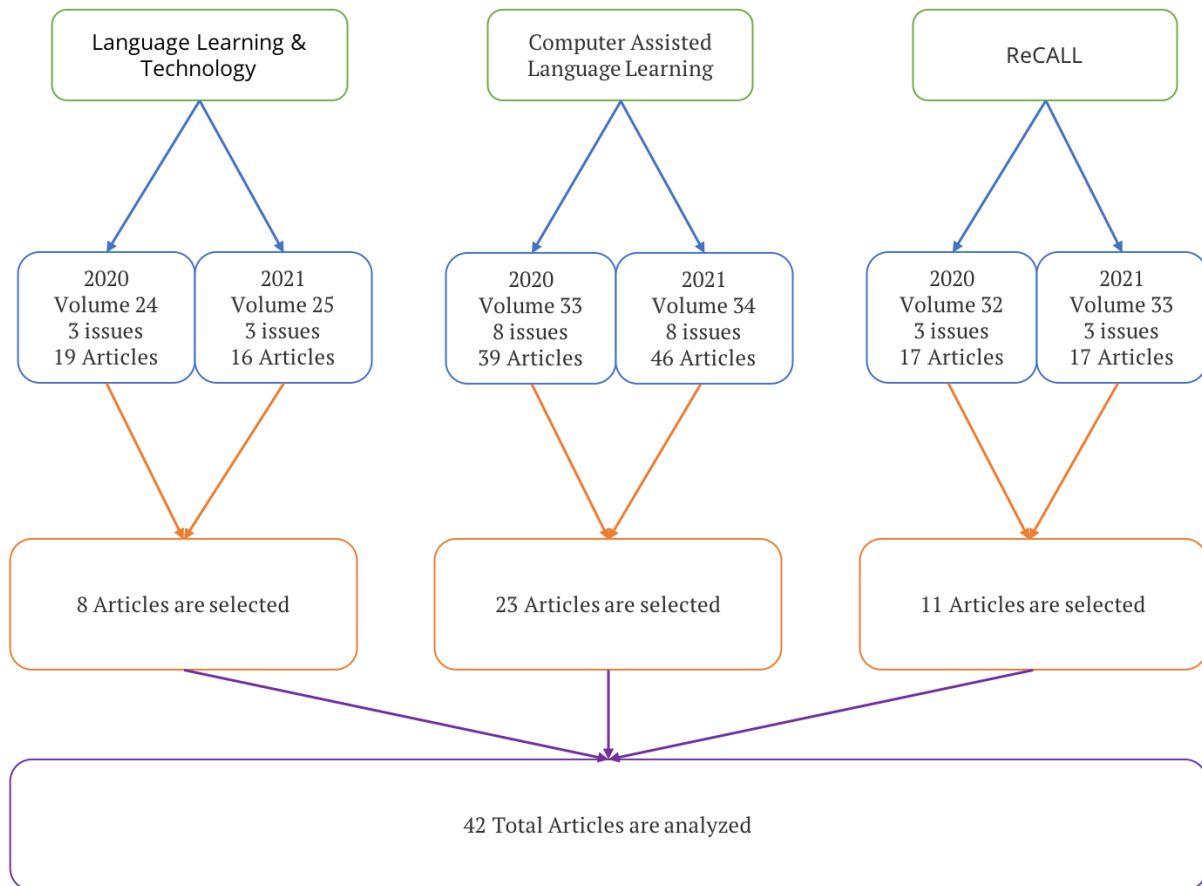 Language Learning &
Technology
Computer Assisted
Language Learning
ReCALL
2020
Volume 24
3 issues
19 Articles
2021
Volume 25
3 issues
16 Articles
2020
Volume 33
8 issues
39 Articles
2021
Volume 34
8 issues
46 Articles
2020
Volume 32
3 issues
17 Articles
2021
Volume 33
3 issues
17 Articles
8 Articles are selected
23 Articles are selected
11 Articles are selected
42 Total Articles are analyzed